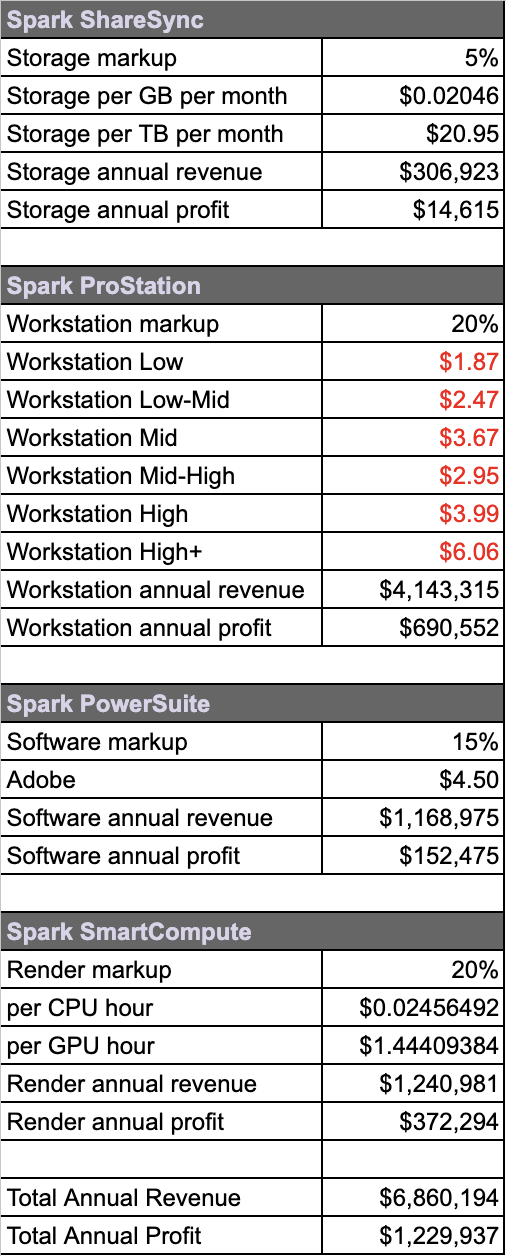 Spark ShareSync
Storage markup 5%
Storage per GB per month $0.02046
Storage per TB per month $20.95
Storage annual revenue $306,923
Storage annual profit $14,615
Spark ProStation
Workstation markup 20%
Workstation Low $1.87
Workstation Low-Mid $2.47
Workstation Mid $3.67
Workstation Mid-High $2.95
Workstation High $3.99
Workstation High+ $6.06
Workstation annual revenue $4,143,315
Workstation annual profit $690,552
Spark PowerSuite
Software markup 15%
Adobe $4.50
Software annual revenue $1,168,975
Software annual profit $152,475
Spark SmartCompute
Render markup 20%
per CPU hour $0.02456492
per GPU hour $1.44409384
Render annual revenue $1,240,981
Render annual profit $372,294
Total Annual Revenue $6,860,194
Total Annual Profit $1,229,937